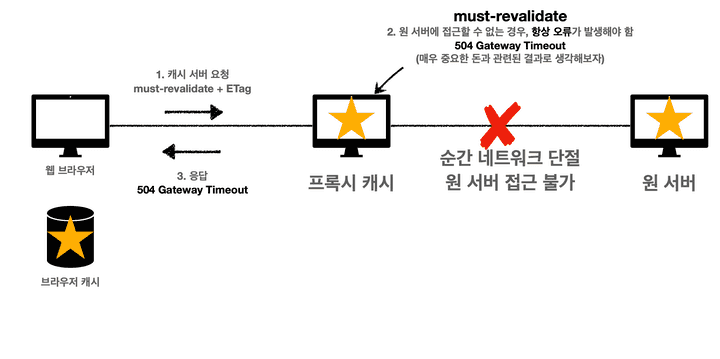 must-revalidate
2. 원 서버에 접근할 수 없는 경우, 항상 오류가 발생해야 함
504 Gateway Timeout
(매우 중요한 돈과 관련된 결과로 생각해보자)
1. 캐시 서버 요청
must-revalidate + ETag
3. 응답
504 Gateway Timeout
순간 네트워크 단절
원 서버 접근 불가
웹 브라우저
프록시 캐시
원 서버
브라우저 캐시